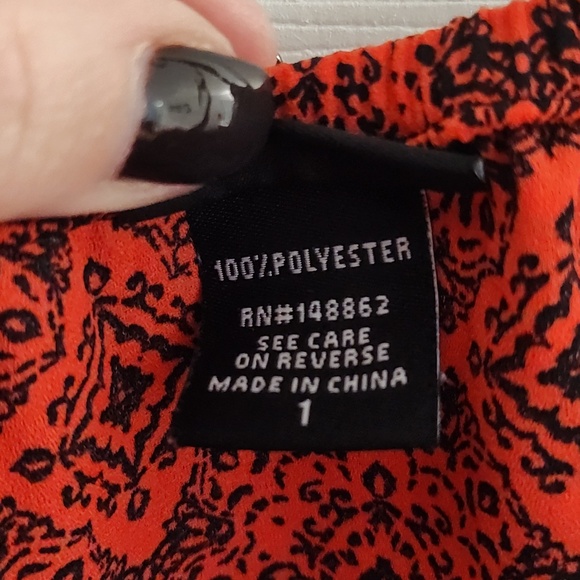 100% POLYESTER
RN#148862
SEE CARE
ON REVERSE
MADE IN CHINA
1